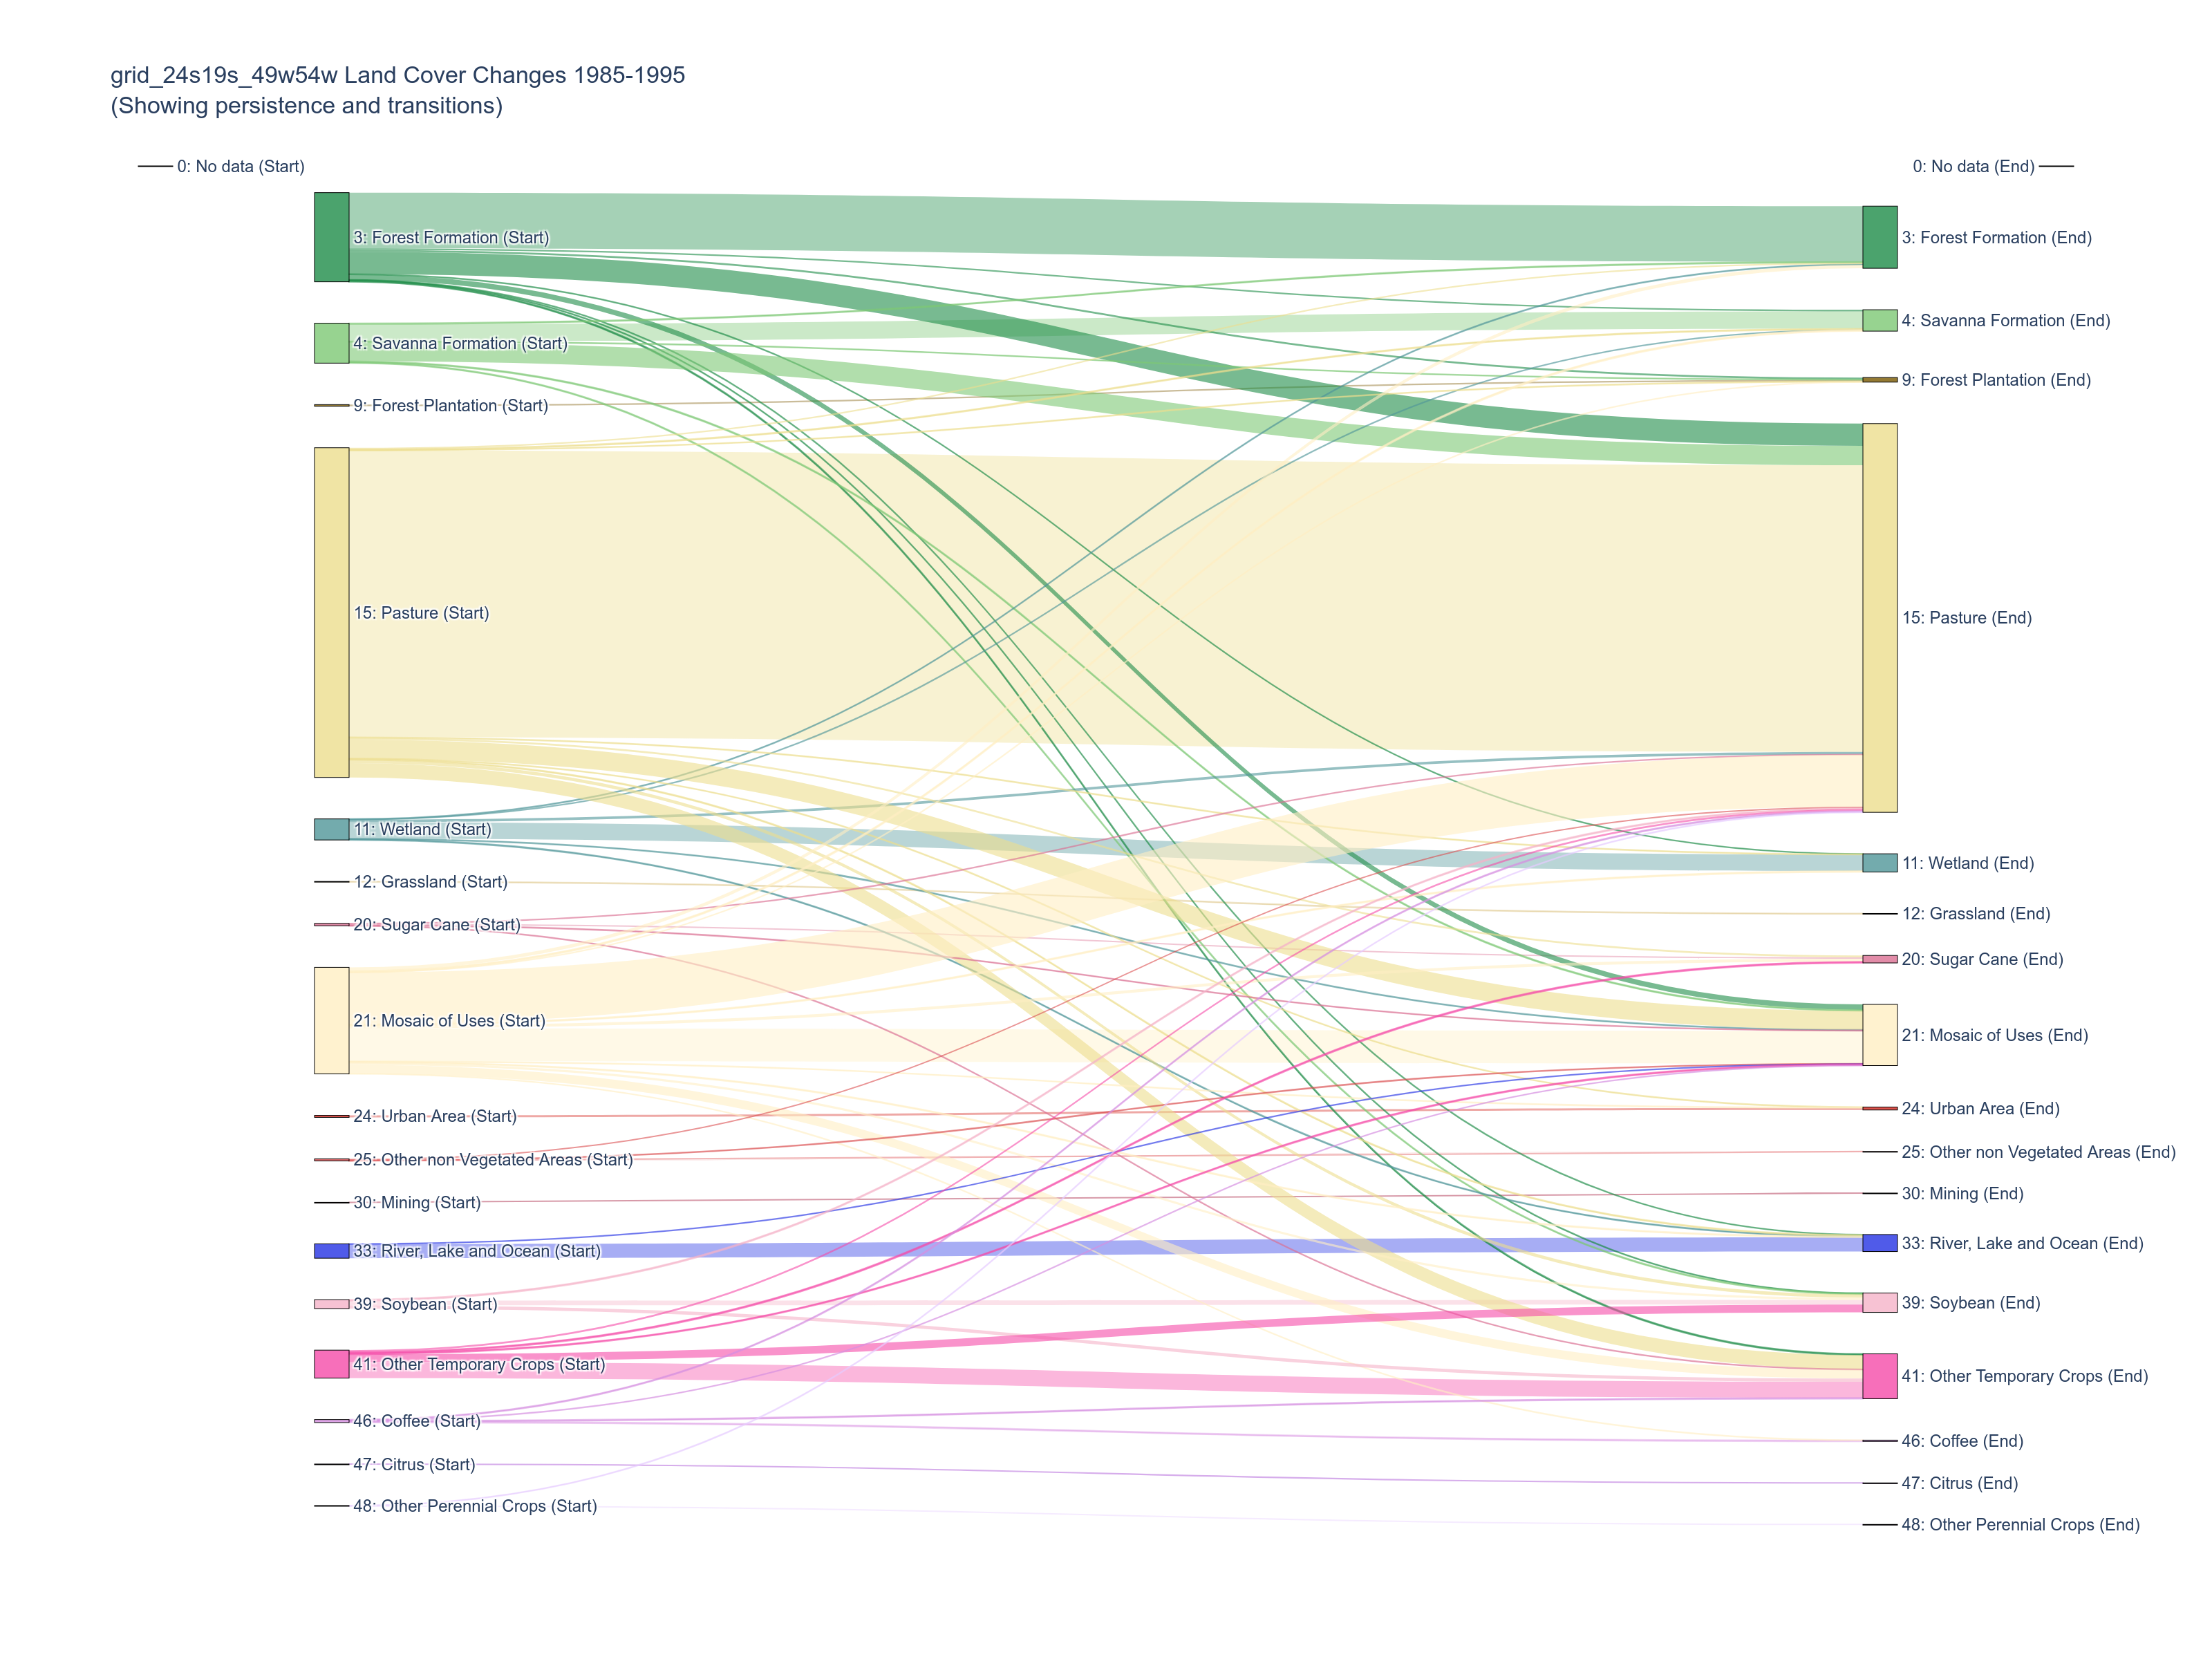 grid_24s19s_49w54w Land Cover Changes 1985-1995
(Showing persistence and transitions)
0: No data (Start)
0: No data (End)
3: Forest Formation (Start)
3: Forest Formation (End)
4: Savanna Formation (Start)
4: Savanna Formation (End)
9: Forest Plantation (Start)
9: Forest Plantation (End)
15: Pasture (Start)
15: Pasture (End)
11: Wetland (Start)
11: Wetland (End)
12: Grassland (Start)
12: Grassland (End)
20: Sugar Cane (Start)
20: Sugar Cane (End)
21: Mosaic of Uses (Start)
21: Mosaic of Uses (End)
24: Urban Area (Start)
24: Urban Area (End)
25: Other non Vegetated Areas (Start)
25: Other non Vegetated Areas (End)
30: Mining (Start)
30: Mining (End)
33: River, Lake and Ocean (Start)
33: River, Lake and Ocean (End)
39: Soybean (Start)
39: Soybean (End)
41: Other Temporary Crops (Start)
41: Other Temporary Crops (End)
46: Coffee (Start)
46: Coffee (End)
47: Citrus (Start)
47: Citrus (End)
48: Other Perennial Crops (Start)
48: Other Perennial Crops (End)